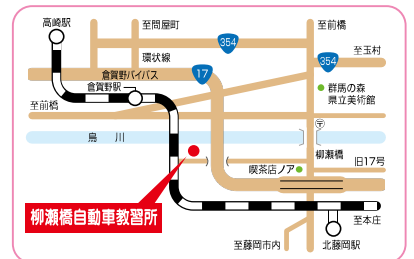 高崎駅
至問屋町
至前橋
環状線
354
至玉村
354
17
倉賀野バイパス
倉賀野駅
群馬の森
県立美術館
至前橋
〒
烏川
柳瀬橋
旧17号
喫茶店ノア
柳瀬橋自動車教習所
至本庄
至藤岡市内
北藤岡駅